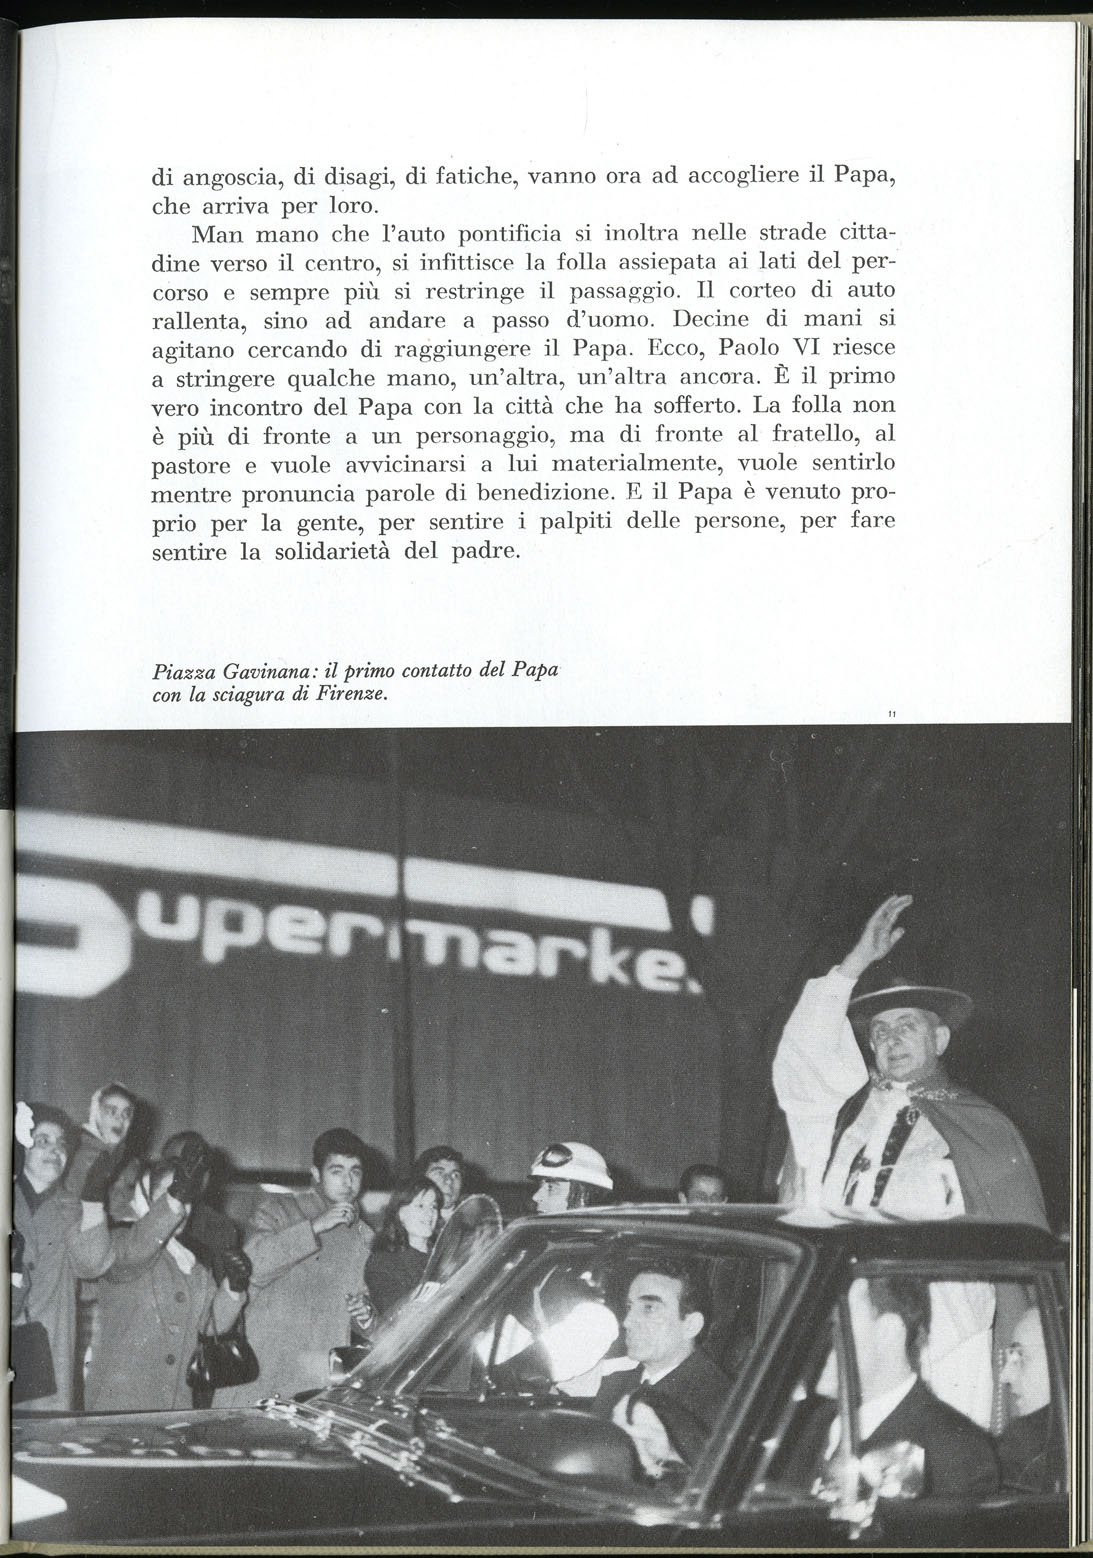 di angoscia, di disagi, di fatiche, vanno ora ad accogliere il Papa,
che arriva per loro.
Man mano che l'auto pontificia si inoltra nelle strade citta-
dine verso il centro, si infittisce la folla assiepata ai lati del per-
corso e sempre più si restringe il passaggio. Il corteo di auto
rallenta, sino ad andare a passo d'uomo. Decine di mani si
agitano cercando di raggiungere il Papa. Ecco, Paolo VI riesce
a stringere qualche mano, un'altra, un'altra ancora. È il primo
vero incontro del Papa con la città che ha sofferto. La folla non
è più di fronte a un personaggio, ma di fronte al fratello, al
pastore e vuole avvicinarsi a lui materialmente, vuole sentirlo
mentre pronuncia parole di benedizione. E il Papa è venuto pro-
prio per la gente, per sentire i palpiti delle persone, per fare
sentire la solidarietà del padre.
Piazza Gavinana: il primo contatto del Papa
con la sciagura di Firenze.
11
Supermarke